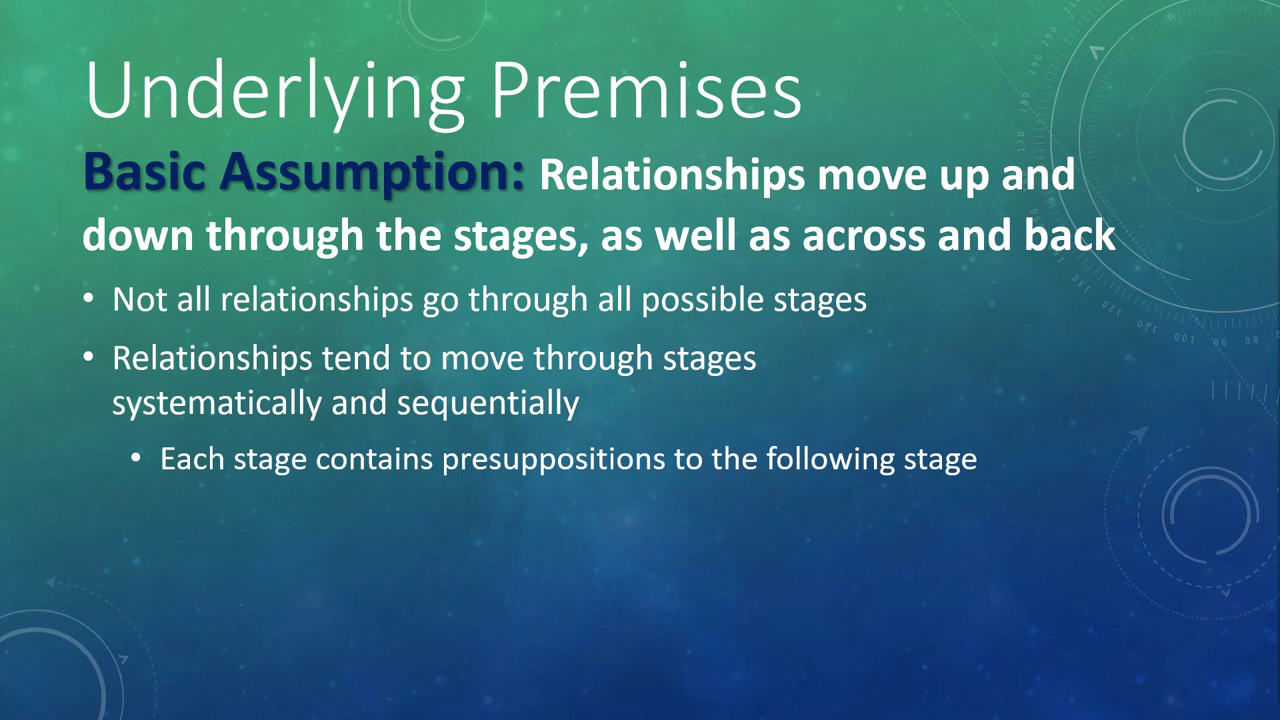 Underlying Premises
Basic Assumption: Relationships move up and
down through the stages, as well as across and back
• Not all relationships go through all possible stages
• Relationships tend to move through stages
systematically and sequentially
• Each stage contains presuppositions to the following stage